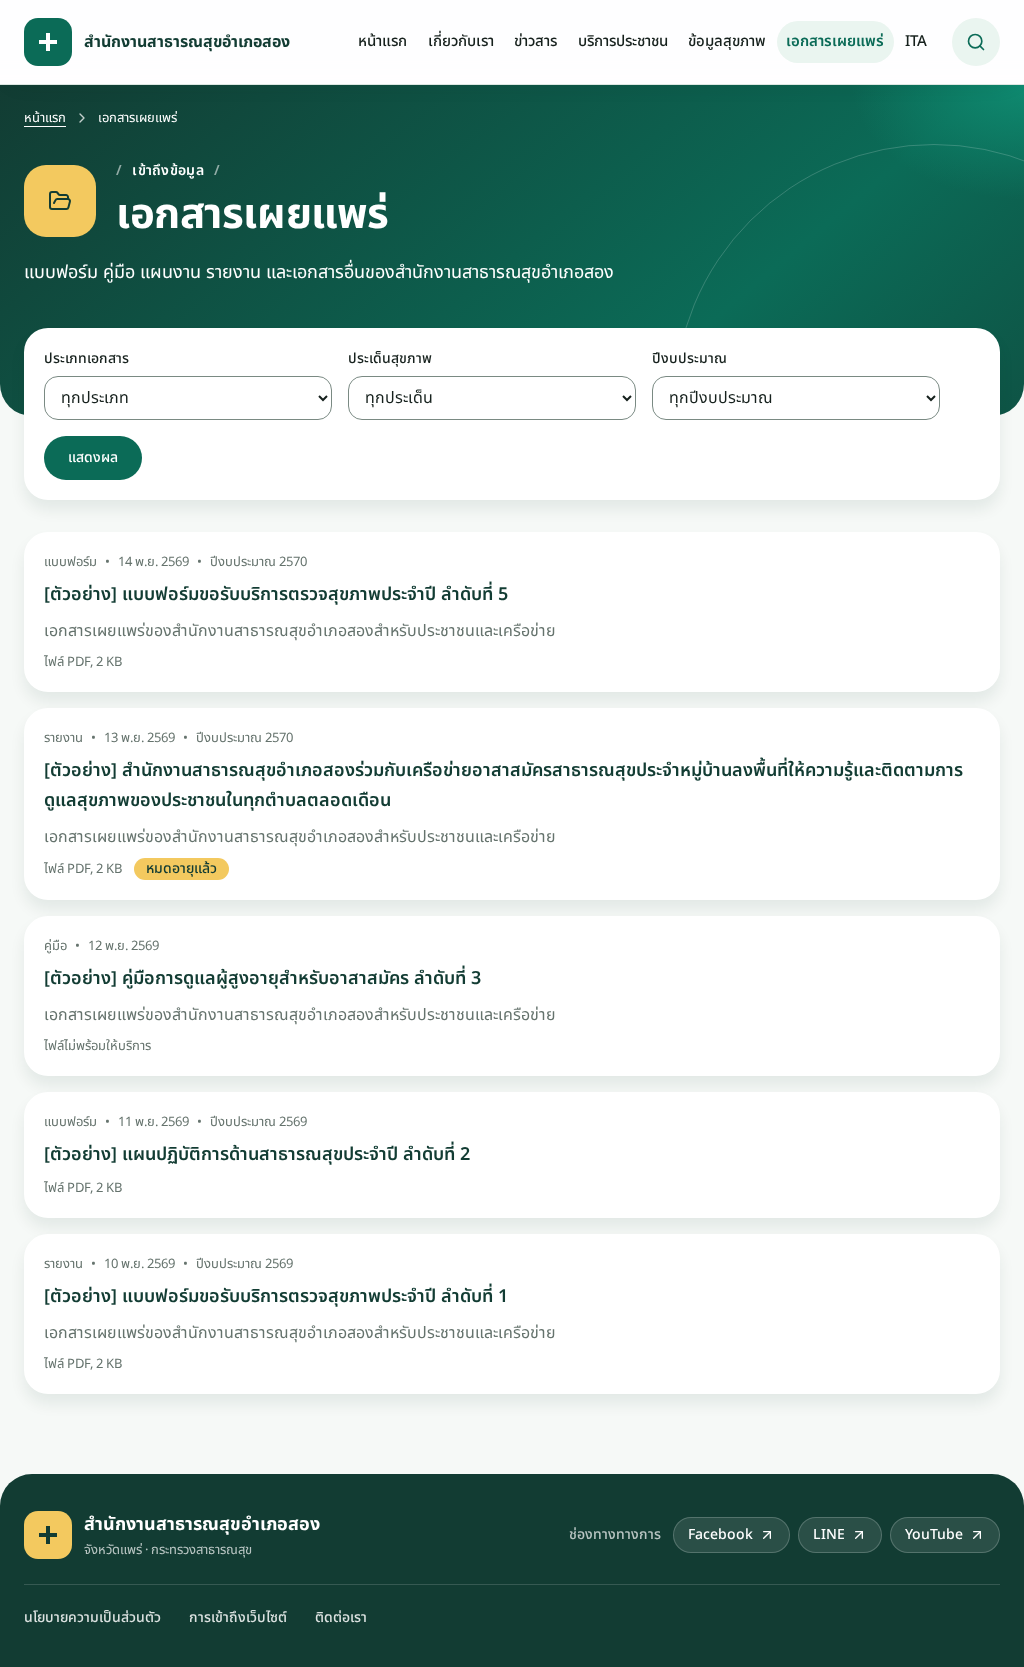 สำนักงานสาธารณสุขอำเภอสอง
หน้าแรก
เกี่ยวกับเรา
ข่าวสาร
บริการประชาชน
ข้อมูลสุขภาพ
เอกสารเผยแพร่
ITA
หน้าแรก > เอกสารเผยแพร่
/ เข้าถึงข้อมูล /
เอกสารเผยแพร่
แบบฟอร์ม คู่มือ แผนงาน รายงาน และเอกสารอื่นของสำนักงานสาธารณสุขอำเภอสอง
ประเภทเอกสาร
ประเด็นสุขภาพ
ปีงบประมาณ
ทุกประเภท
ทุกประเด็น
ทุกปีงบประมาณ
แสดงผล
แบบฟอร์ม • 14 พ.ย. 2569 • ปีงบประมาณ 2570
[ตัวอย่าง] แบบฟอร์มขอรับบริการตรวจสุขภาพประจำปี ลำดับที่ 5
เอกสารเผยแพร่ของสำนักงานสาธารณสุขอำเภอสองสำหรับประชาชนและเครือข่าย
ไฟล์ PDF, 2 KB
รายงาน • 13 พ.ย. 2569 • ปีงบประมาณ 2570
[ตัวอย่าง] สำนักงานสาธารณสุขอำเภอสองร่วมกับเครือข่ายอาสาสมัครสาธารณสุขประจำหมู่บ้านลงพื้นที่ให้ความรู้และติดตามการ
ดูแลสุขภาพของประชาชนในทุกตำบลตลอดเดือน
เอกสารเผยแพร่ของสำนักงานสาธารณสุขอำเภอสองสำหรับประชาชนและเครือข่าย
ไฟล์ PDF, 2 KB หมดอายุแล้ว
คู่มือ • 12 พ.ย. 2569
[ตัวอย่าง] คู่มือการดูแลผู้สูงอายุสำหรับอาสาสมัคร ลำดับที่ 3
เอกสารเผยแพร่ของสำนักงานสาธารณสุขอำเภอสองสำหรับประชาชนและเครือข่าย
ไฟล์ไม่พร้อมให้บริการ
แบบฟอร์ม • 11 พ.ย. 2569 • ปีงบประมาณ 2569
[ตัวอย่าง] แผนปฏิบัติการด้านสาธารณสุขประจำปี ลำดับที่ 2
ไฟล์ PDF, 2 KB
รายงาน • 10 พ.ย. 2569 • ปีงบประมาณ 2569
[ตัวอย่าง] แบบฟอร์มขอรับบริการตรวจสุขภาพประจำปี ลำดับที่ 1
เอกสารเผยแพร่ของสำนักงานสาธารณสุขอำเภอสองสำหรับประชาชนและเครือข่าย
ไฟล์ PDF, 2 KB
สำนักงานสาธารณสุขอำเภอสอง
จังหวัดแพร่ · กระทรวงสาธารณสุข
ช่องทางทางการ
Facebook
LINE
YouTube
นโยบายความเป็นส่วนตัว
การเข้าถึงเว็บไซต์
ติดต่อเรา